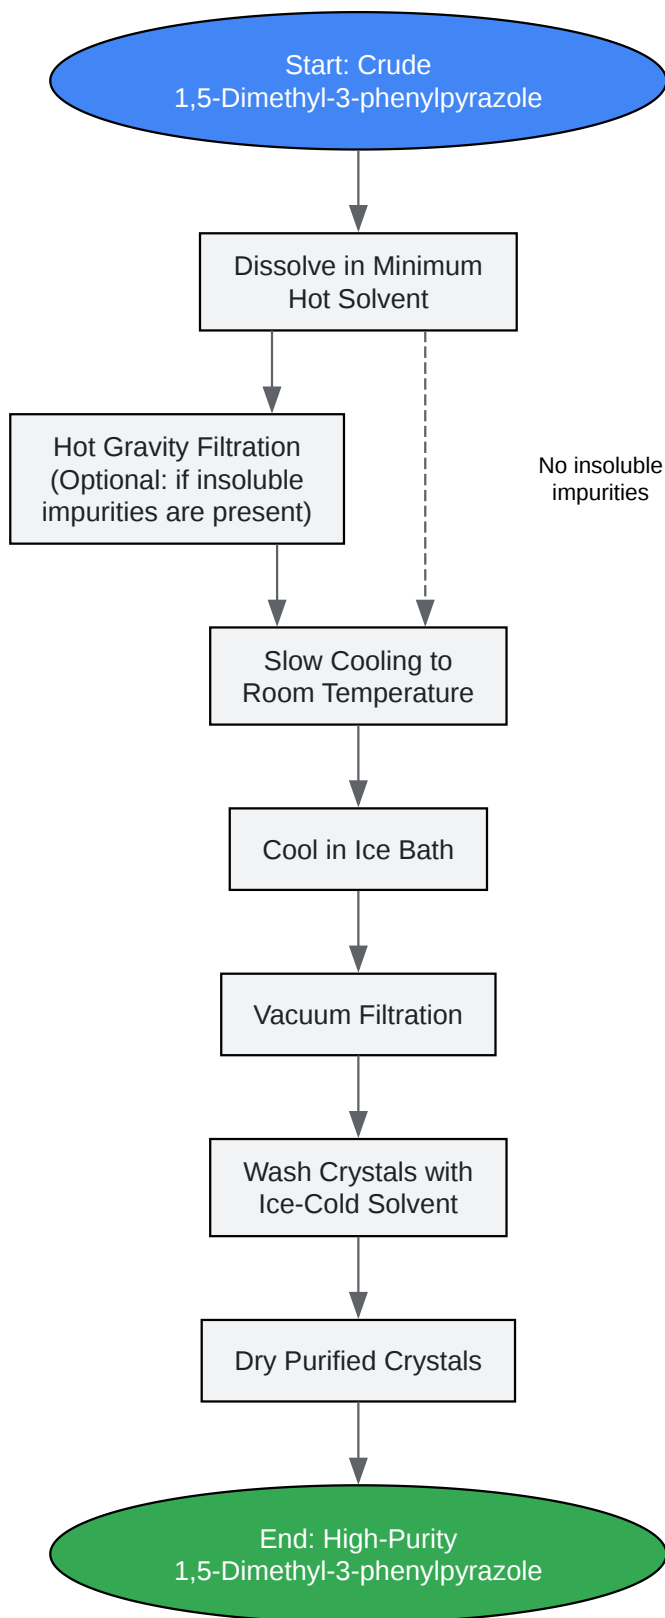 Start: Crude
1,5-Dimethyl-3-phenylpyrazole
Dissolve in Minimum
Hot Solvent
Hot Gravity Filtration
(Optional: if insoluble
impurities are present)
No insoluble
impurities
Slow Cooling to
Room Temperature
Cool in Ice Bath
Vacuum Filtration
Wash Crystals with
Ice-Cold Solvent
Dry Purified Crystals
End: High-Purity
1,5-Dimethyl-3-phenylpyrazole